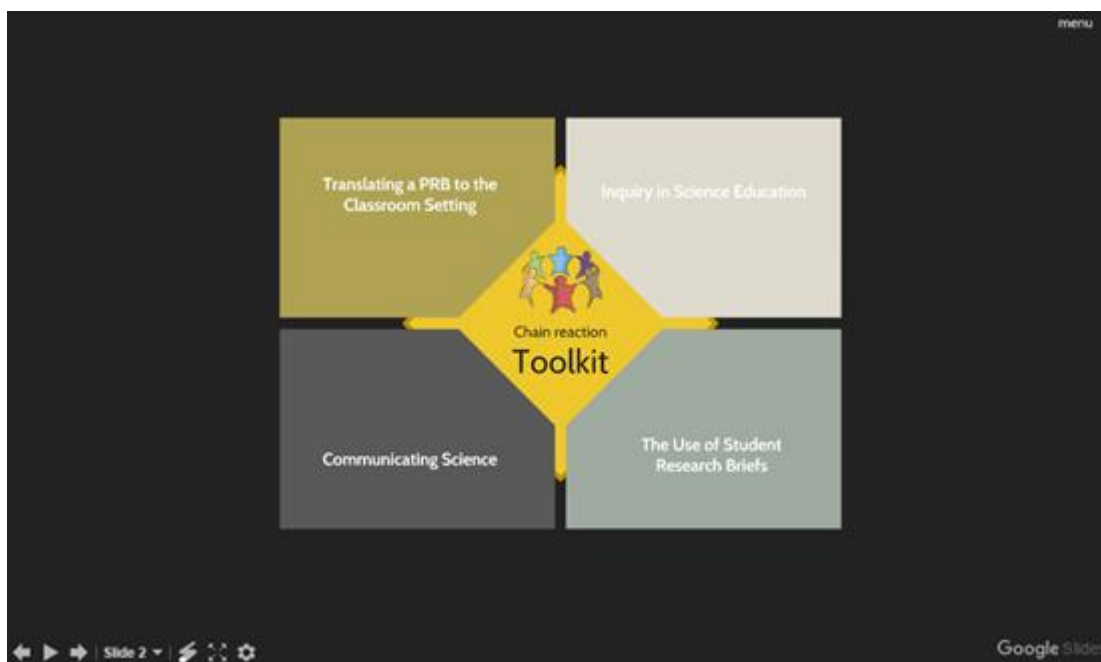 menu
Translating a PRB to the
Classroom Setting
Inquiry in Science Education
Chain reaction
Toolkit
Communicating Science
The Use of Student
Research Briefs
Slide 2
Google Slides